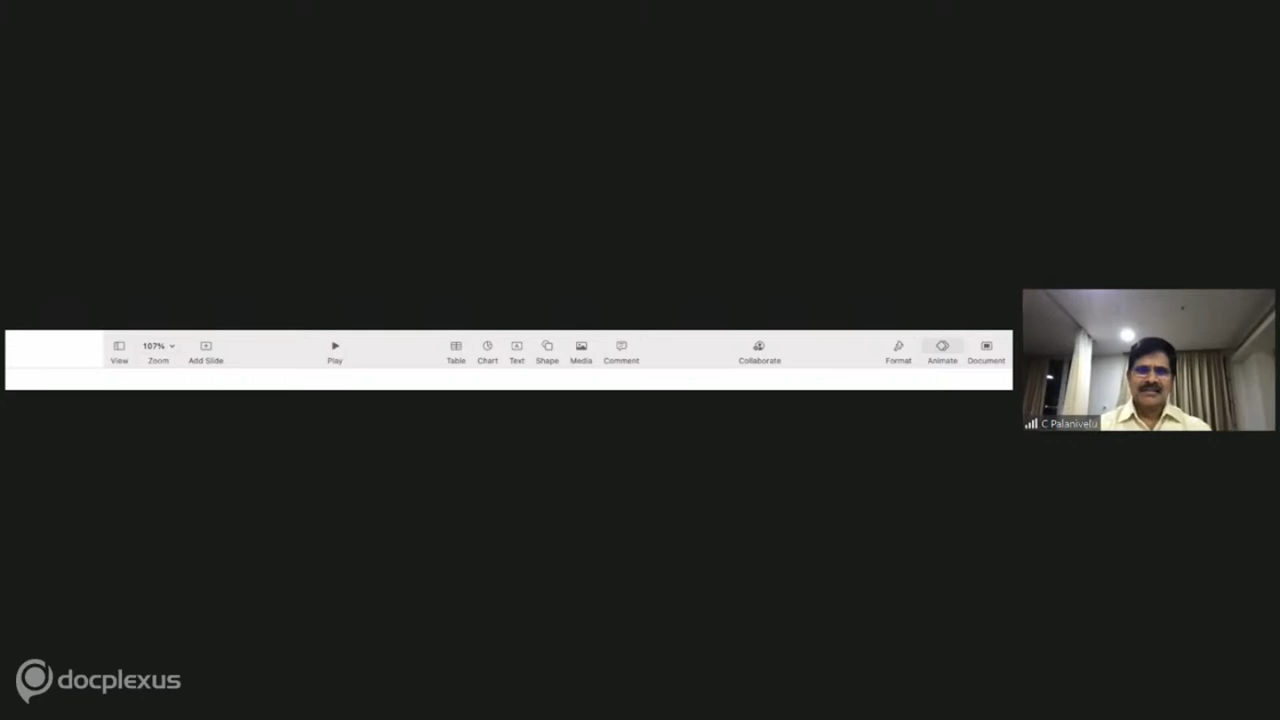 107%
View Zoom Add Slide Play Table Chart Text Shape Media Comment Collaborate Format Animate Document
C Palanivelu
docplexus